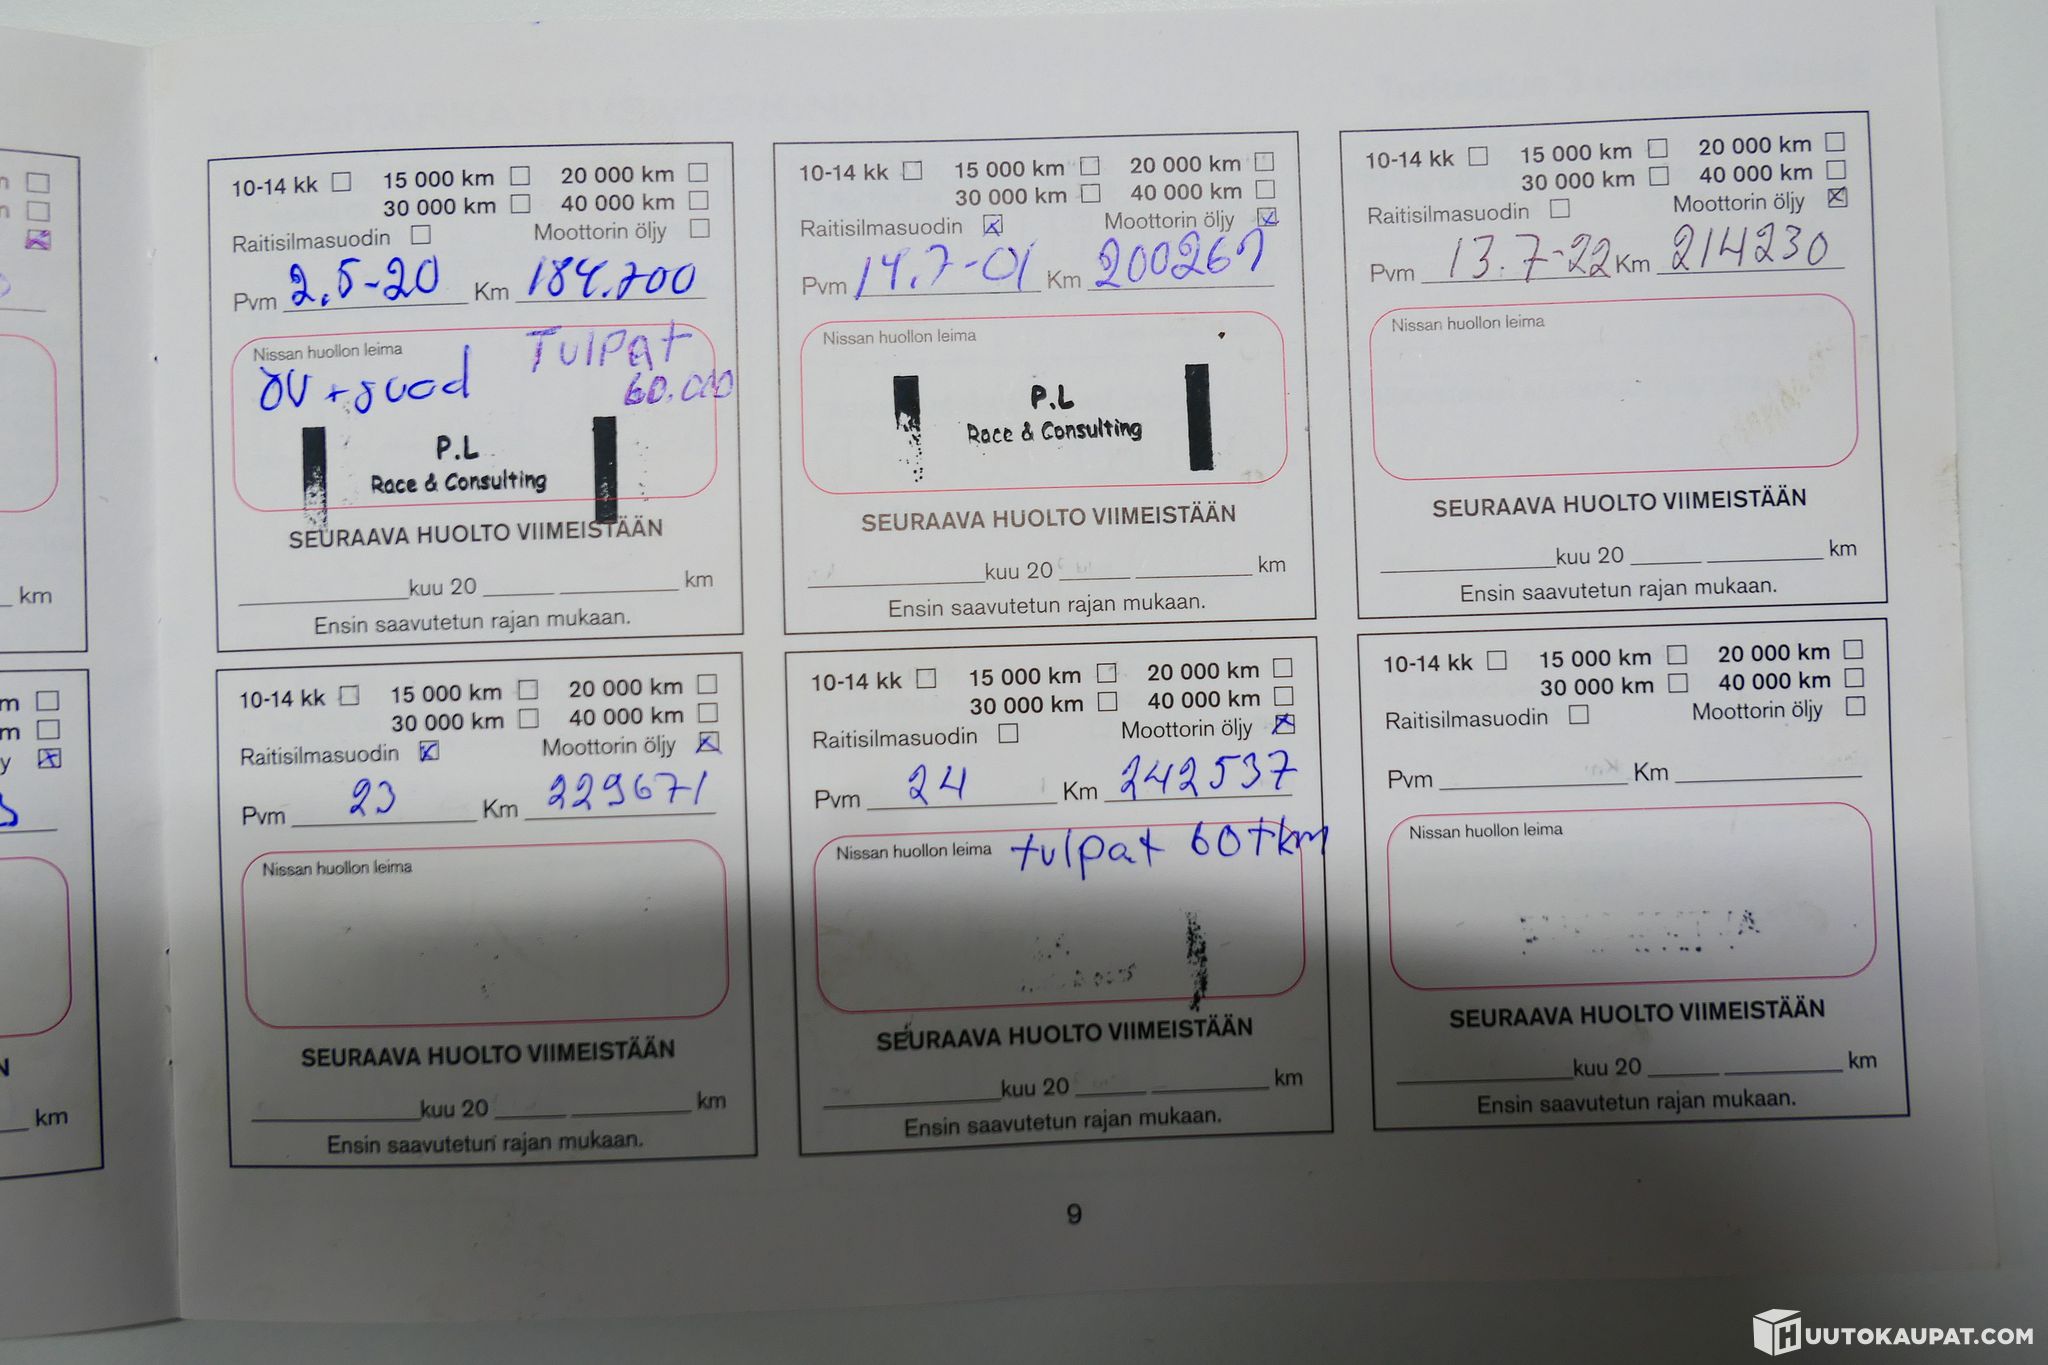 10-14 kk 15 000 km 20 000 km
30 000 km 40 000 km
Raitisilmasuodin Moottorin öljy
Pvm 2.5-20 Km 184.700
Nissan huollon leima Tulpat
öV + suod 60.000
P.L
Race & Consulting
SEURAAVA HUOLTO VIIMEISTÄÄN
kuu 20 km
Ensin saavutetun rajan mukaan.
10-14 kk 15 000 km 20 000 km
30 000 km 40 000 km
Raitisilmasuodin Moottorin öljy
Pvm 14.7-01 Km 200267
Nissan huollon leima
P.L
Race & Consulting
SEURAAVA HUOLTO VIIMEISTÄÄN
kuu 20 km
Ensin saavutetun rajan mukaan.
10-14 kk 15 000 km 20 000 km
30 000 km 40 000 km
Raitisilmasuodin Moottorin öljy
Pvm 13.7-22 Km 214230
Nissan huollon leima
SEURAAVA HUOLTO VIIMEISTÄÄN
kuu 20 km
Ensin saavutetun rajan mukaan.
km
10-14 kk 15 000 km 20 000 km
30 000 km 40 000 km
Raitisilmasuodin Moottorin öljy
Pvm 23 Km 229671
Nissan huollon leima
SEURAAVA HUOLTO VIIMEISTÄÄN
kuu 20 km
Ensin saavutetun rajan mukaan.
10-14 kk 15 000 km 20 000 km
30 000 km 40 000 km
Raitisilmasuodin Moottorin öljy
Pvm 24 Km 242537
Nissan huollon leima tulpat 60tkm
SEURAAVA HUOLTO VIIMEISTÄÄN
kuu 20 km
Ensin saavutetun rajan mukaan.
10-14 kk 15 000 km 20 000 km
30 000 km 40 000 km
Raitisilmasuodin Moottorin öljy
Pvm Km
Nissan huollon leima
SEURAAVA HUOLTO VIIMEISTÄÄN
kuu 20 km
Ensin saavutetun rajan mukaan.
km
9
HUUTOKAUPAT.COM